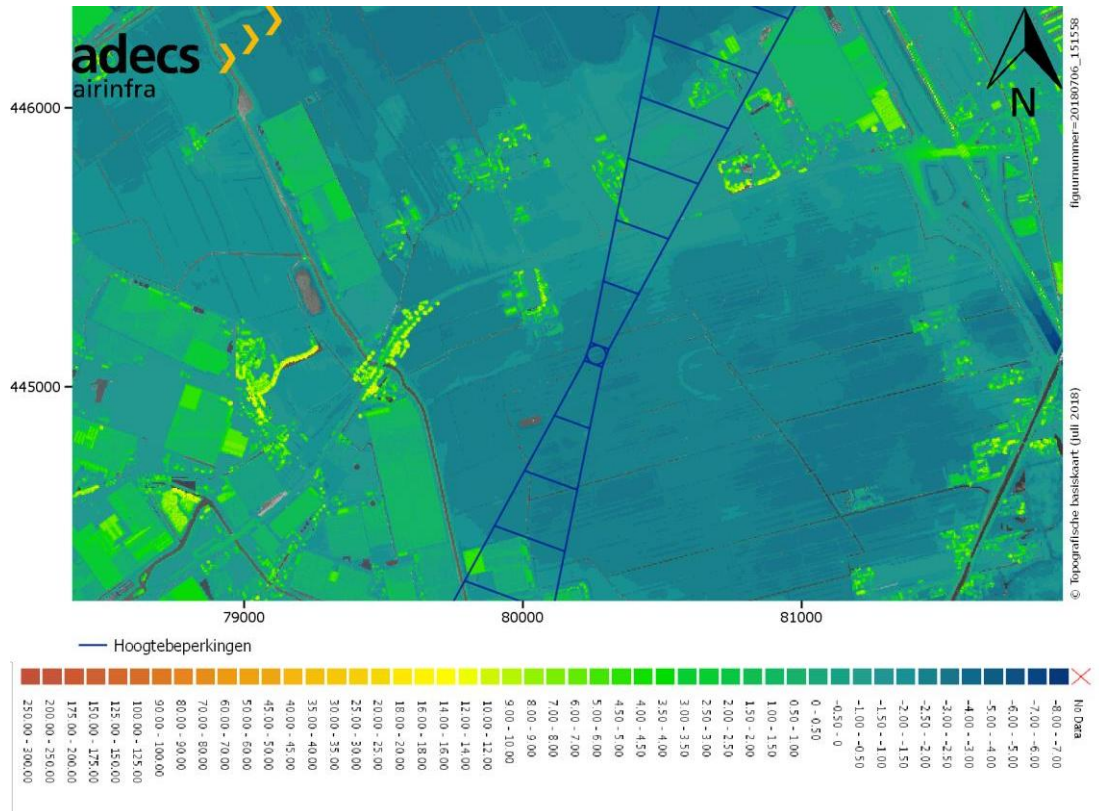 adecs
airinfra
N
figuurnummer=20180706_151558
446000
445000
© Topografische basiskaart (juli 2018)
79000
80000
81000
Hoogtebeperkingen
250.00 - 300.00
200.00 - 250.00
175.00 - 200.00
150.00 - 175.00
125.00 - 150.00
100.00 - 125.00
90.00 - 100.00
80.00 - 90.00
70.00 - 80.00
60.00 - 70.00
50.00 - 60.00
45.00 - 50.00
40.00 - 45.00
35.00 - 40.00
30.00 - 35.00
25.00 - 30.00
20.00 - 25.00
18.00 - 20.00
16.00 - 18.00
14.00 - 16.00
12.00 - 14.00
10.00 - 12.00
9.00 - 10.00
8.00 - 9.00
7.00 - 8.00
6.00 - 7.00
5.00 - 6.00
4.50 - 5.00
4.00 - 4.50
3.50 - 4.00
3.00 - 3.50
2.50 - 3.00
2.00 - 2.50
1.50 - 2.00
1.00 - 1.50
0.50 - 1.00
0 - 0.50
-0.50 - 0
-1.00 - -0.50
-1.50 - -1.00
-2.00 - -1.50
-2.50 - -2.00
-3.00 - -2.50
-4.00 - -3.00
-5.00 - -4.00
-6.00 - -5.00
-7.00 - -6.00
-8.00 - -7.00
No Data